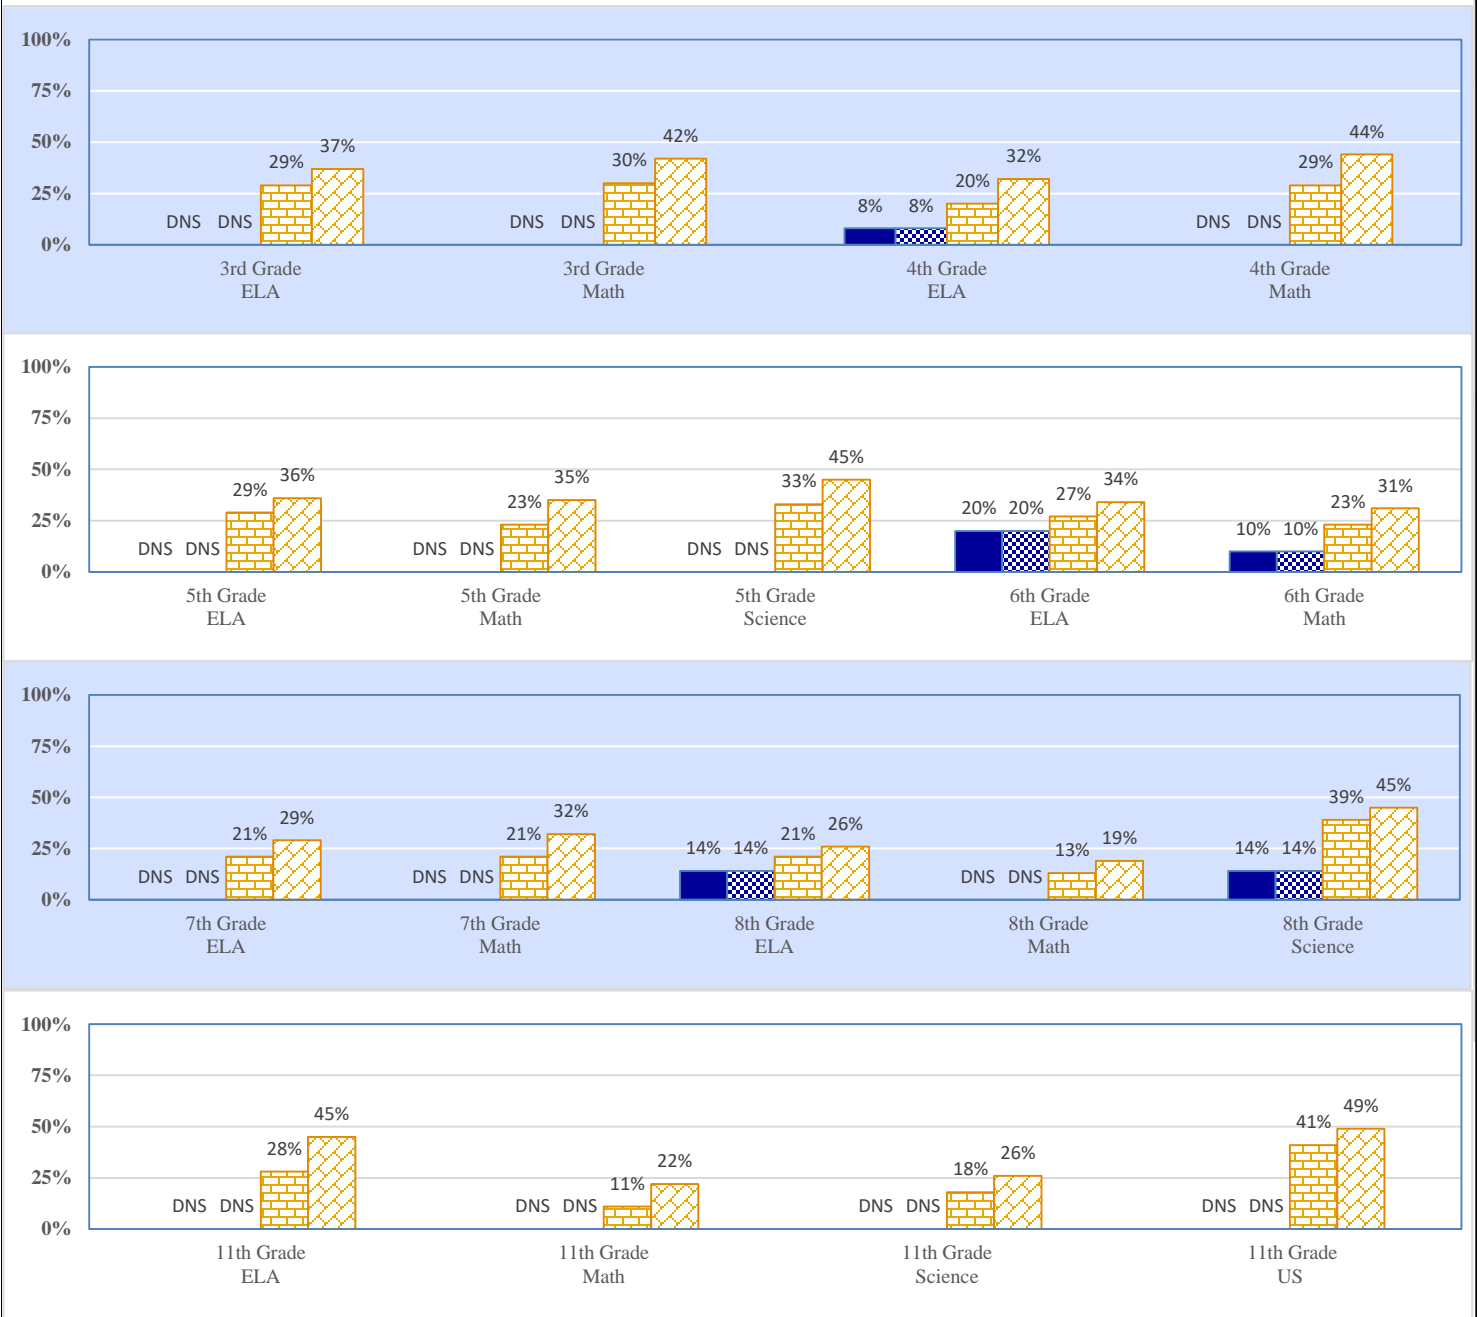 100%
75%
50%
25%
0%
DNS DNS 29% 37%
DNS DNS 30% 42%
8% 8% 20% 32%
DNS DNS 29% 44%
3rd Grade
ELA
3rd Grade
Math
4th Grade
ELA
4th Grade
Math
100%
75%
50%
25%
0%
DNS DNS 29% 36%
DNS DNS 23% 35%
DNS DNS 33% 45%
20% 20% 27% 34%
10% 10% 23% 31%
5th Grade
ELA
5th Grade
Math
5th Grade
Science
6th Grade
ELA
6th Grade
Math
100%
75%
50%
25%
0%
DNS DNS 21% 29%
DNS DNS 21% 32%
14% 14% 21% 26%
DNS DNS 13% 19%
14% 14% 39% 45%
7th Grade
ELA
7th Grade
Math
8th Grade
ELA
8th Grade
Math
8th Grade
Science
100%
75%
50%
25%
0%
DNS DNS 28% 45%
DNS DNS 11% 22%
DNS DNS 18% 26%
DNS DNS 41% 49%
11th Grade
ELA
11th Grade
Math
11th Grade
Science
11th Grade
US